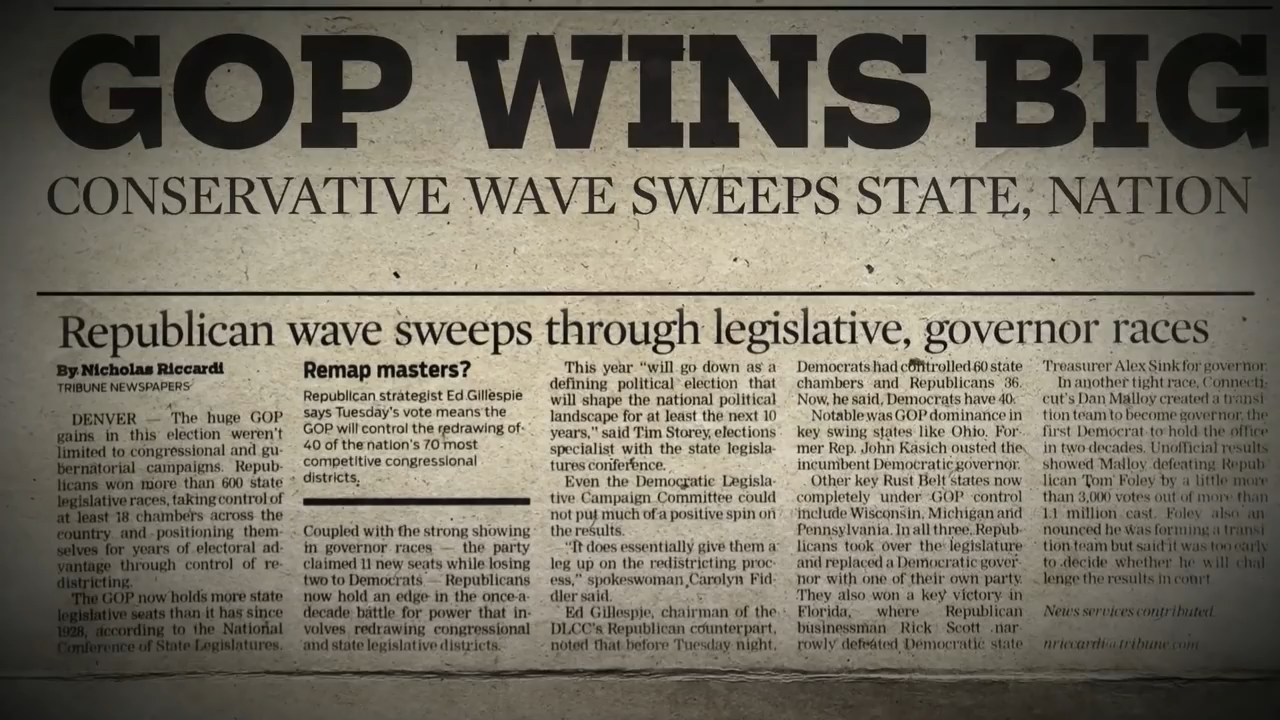 GOP WINS BIG
CONSERVATIVE WAVE SWEEPS STATE, NATION
Republican wave sweeps through legislative, governor races
By Nicholas Riccardi
TRIBUNE NEWSPAPERS
DENVER — The huge GOP
gains in this election weren't
limited to congressional and gu-
bernatorial campaigns. Repub-
licans won more than 600 state
legislative races, taking control of
at least 18 chambers across the
country and positioning them-
selves for years of electoral ad-
vantage through control of re-
districting.
The GOP now holds more state
legislative seats than it has since
1928, according to the National
Conference of State Legislatures.
Remap masters?
Republican strategist Ed Gillespie
says Tuesday's vote means the
GOP will control the redrawing of
40 of the nation's 70 most
competitive congressional
districts.
Coupled with the strong showing
in governor races — the party
claimed 11 new seats while losing
two to Democrats — Republicans
now hold an edge in the once-a-
decade battle for power that in-
volves redrawing congressional
and state legislative districts.
This year "will go down as a
defining political election that
will shape the national political
landscape for at least the next 10
years," said Tim Storey, elections
specialist with the state legisla-
tures conference.
Even the Democratic Legisla-
tive Campaign Committee could
not put much of a positive spin on
the results.
"It does essentially give them a
leg up on the redistricting proc-
ess," spokeswoman Carolyn Fid-
dler said.
Ed Gillespie, chairman of the
DLCC's Republican counterpart,
noted that before Tuesday night,
Democrats had controlled 60 state
chambers and Republicans 36.
Now, he said, Democrats have 40.
Notable was GOP dominance in
key swing states like Ohio. For-
mer Rep. John Kasich ousted the
incumbent Democratic governor.
Other key Rust Belt states now
completely under GOP control
include Wisconsin, Michigan and
Pennsylvania. In all three, Repub-
licans took over the legislature
and replaced a Democratic gover-
nor with one of their own party.
They also won a key victory in
Florida, where Republican
businessman Rick Scott nar-
rowly defeated Democratic state
Treasurer Alex Sink for governor.
In another tight race, Connecti-
cut's Dan Malloy created a transi-
tion team to become governor, the
first Democrat to hold the office
in two decades. Unofficial results
showed Malloy defeating Repub-
lican Tom Foley by a little more
than 3,000 votes out of more than
1.1 million cast. Foley also an-
nounced he was forming a transi-
tion team but said it was too early
to decide whether he will chal-
lenge the results in court.
News services contributed.
nriccardi@tribune.com